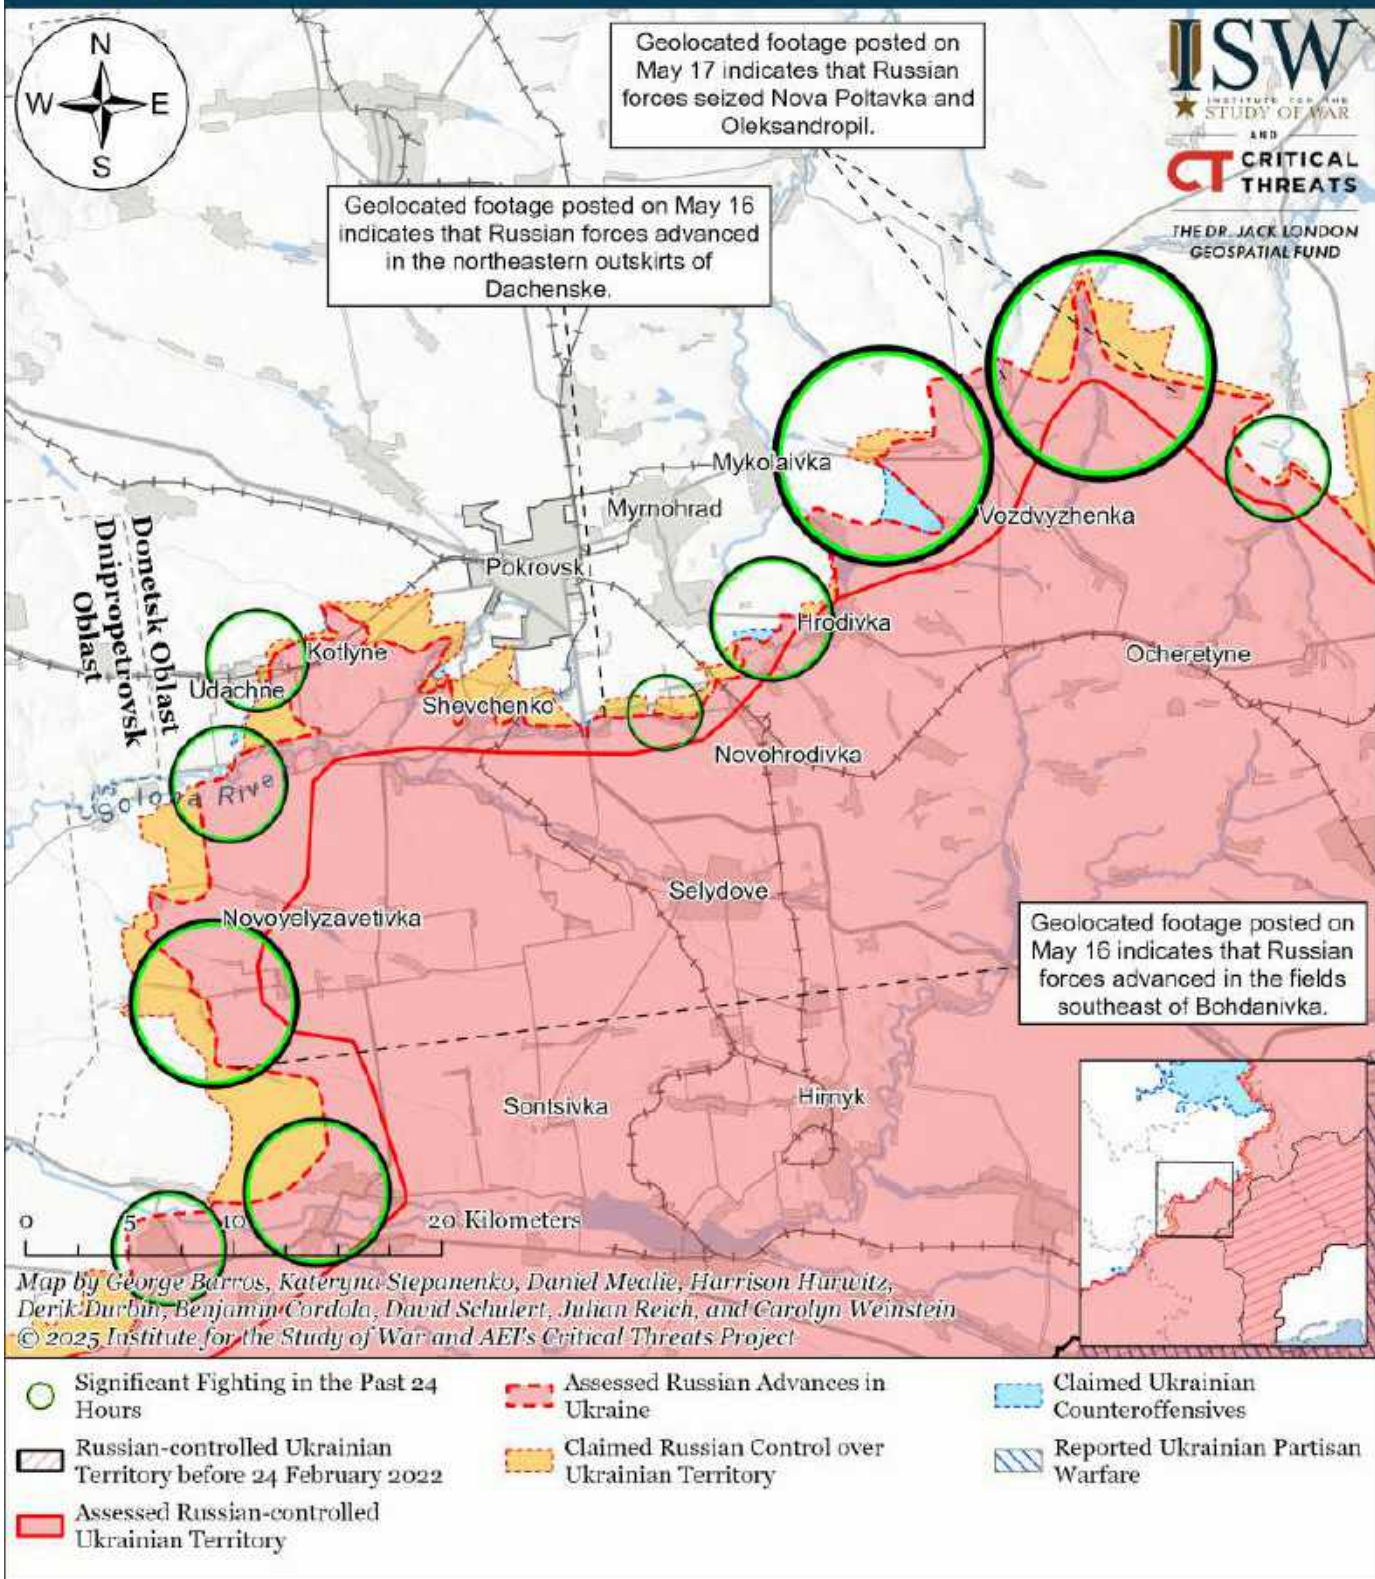 N
W
E
S
Geolocated footage posted on
May 17 indicates that Russian
forces seized Nova Poltavka and
Oleksandropil.
ISW
INSTITUTE FOR THE
STUDY OF WAR
AND
CT CRITICAL
THREATS
THE DR. JACK LONDON
GEOSPATIAL FUND
Geolocated footage posted on May 16
indicates that Russian forces advanced
in the northeastern outskirts of
Dachenske.
Mykolaivka
Myrnohrad
Vozdvyzhenka
Pokrovsk
Donetsk Oblast
Dnipropetrovsk
Oblast
Hrodivka
Kotlyne
Ocheretyne
Udachne
Shevchenko
Novohrodivka
Solona River
Selydove
Novoyelyzavetivka
Geolocated footage posted on
May 16 indicates that Russian
forces advanced in the fields
southeast of Bohdanivka.
Sontsivka
Hirnyk
0 5 10 20 Kilometers
Map by George Barros, Kateryna Stepanenko, Daniel Mealie, Harrison Hurwitz,
Derik Durbin, Benjamin Cordola, David Schulert, Julian Reich, and Carolyn Weinstein
© 2025 Institute for the Study of War and AEI's Critical Threats Project
Significant Fighting in the Past 24
Hours
Russian-controlled Ukrainian
Territory before 24 February 2022
Assessed Russian-controlled
Ukrainian Territory
Assessed Russian Advances in
Ukraine
Claimed Russian Control over
Ukrainian Territory
Claimed Ukrainian
Counteroffensives
Reported Ukrainian Partisan
Warfare